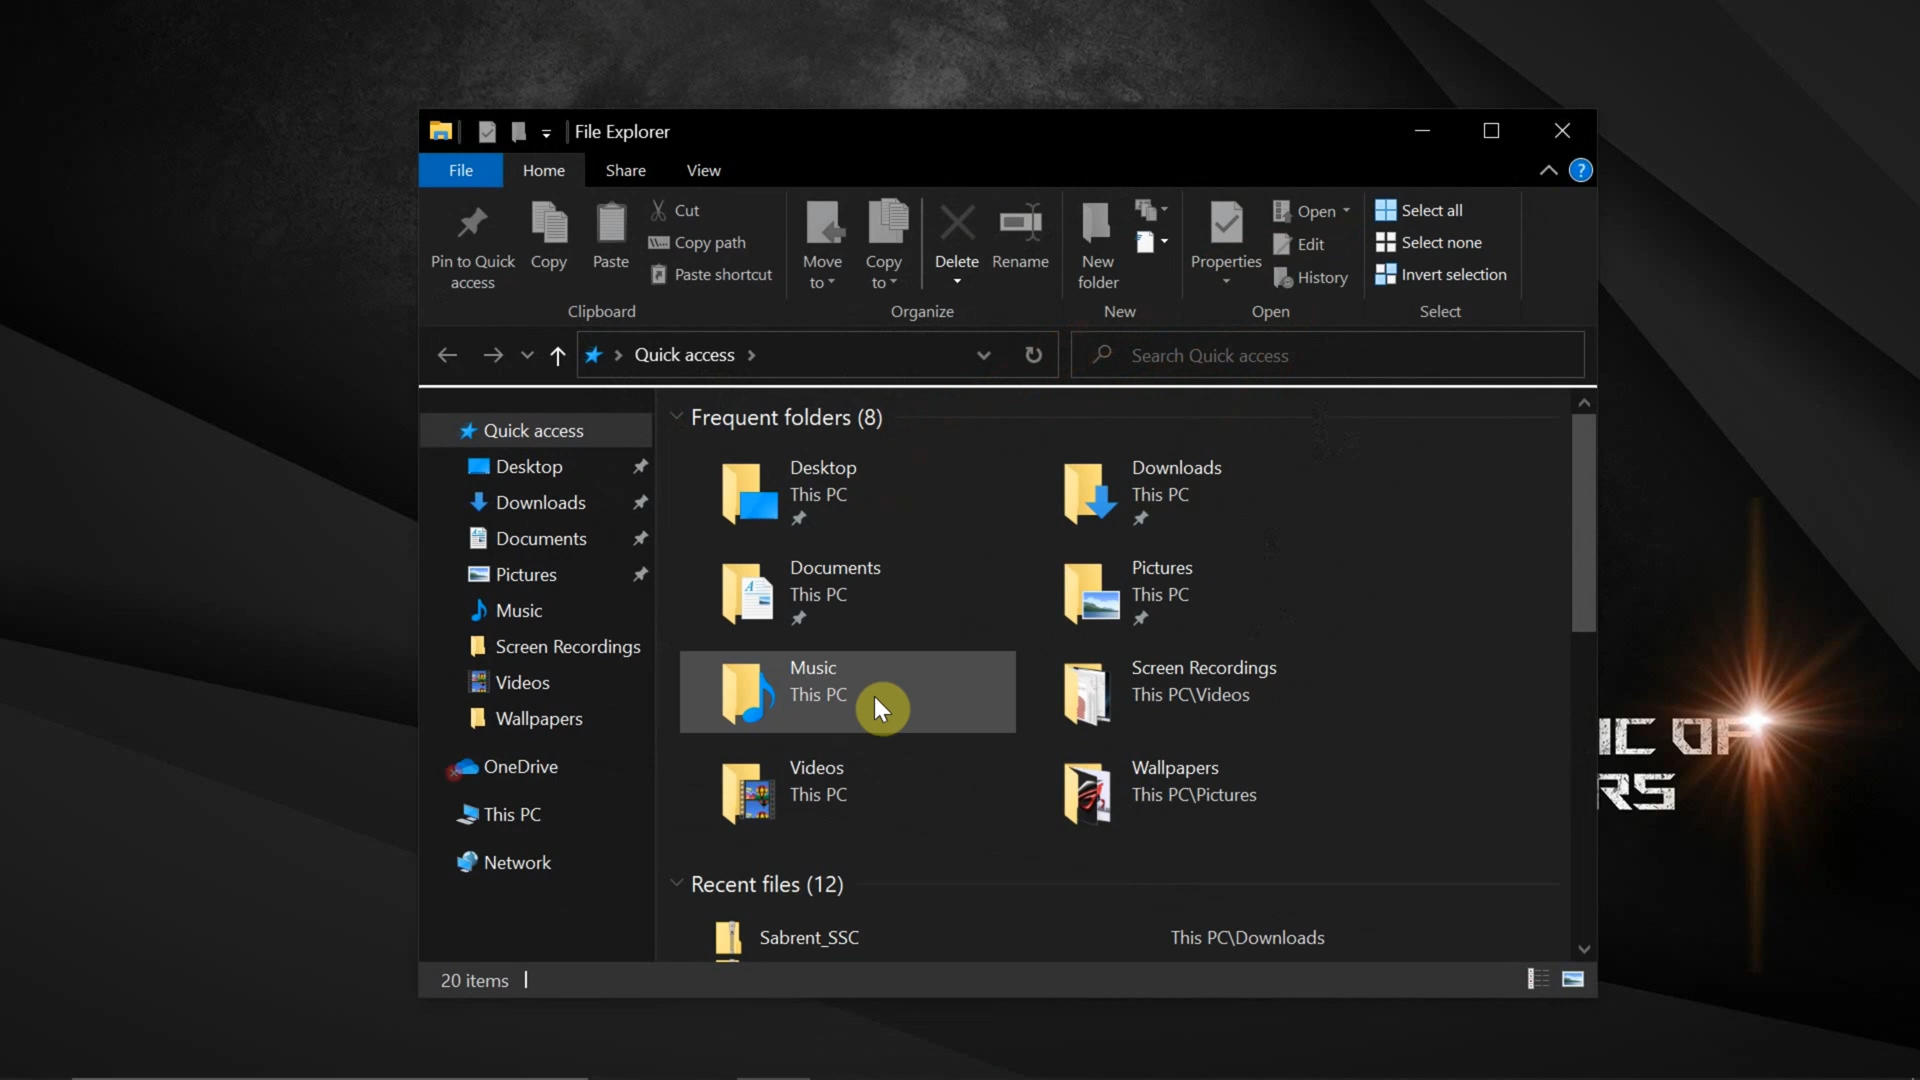 File Explorer
File Home Share View
Pin to Quick access
Copy
Paste
Cut
Copy path
Paste shortcut
Clipboard
Move to
Copy to
Delete
Rename
Organize
New folder
New
Properties
Open
Edit
History
Open
Select all
Select none
Invert selection
Select
Quick access
Search Quick access
Quick access
Desktop
Downloads
Documents
Pictures
Music
Screen Recordings
Videos
Wallpapers
OneDrive
This PC
Network
Frequent folders (8)
Desktop
This PC
Downloads
This PC
Documents
This PC
Pictures
This PC
Music
This PC
Screen Recordings
This PC\Videos
Videos
This PC
Wallpapers
This PC\Pictures
Recent files (12)
Sabrent_SSC This PC\Downloads
20 items